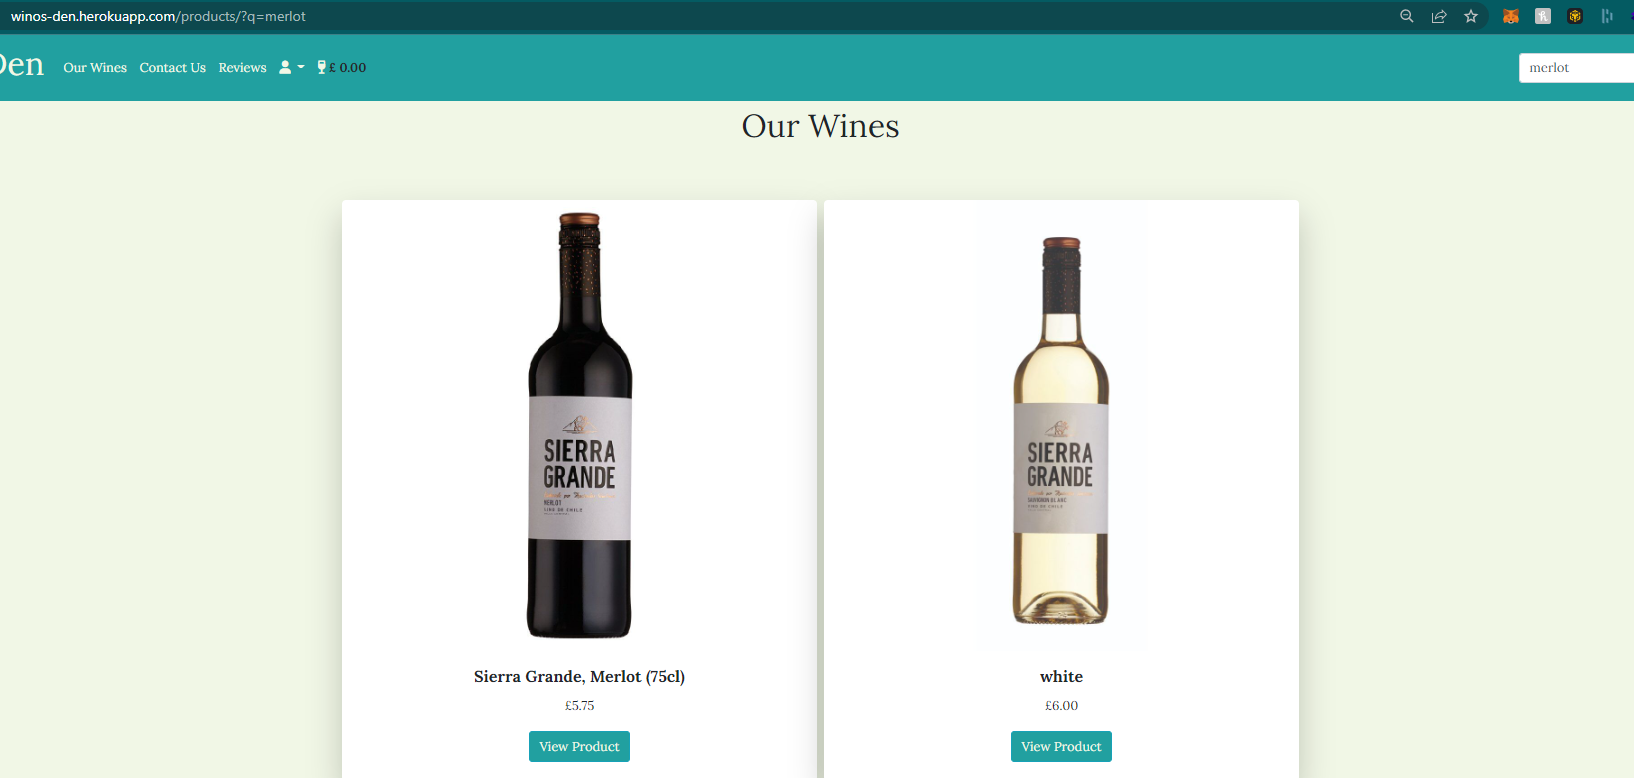 winos-den.herokuapp.com/products/?q=merlot
Den Our Wines Contact Us Reviews £ 0.00 merlot
Our Wines
SIERRA
GRANDE
MERLOT
SIERRA
GRANDE
SAUVIGNON BLANC
Sierra Grande, Merlot (75cl)
£5.75
View Product
white
£6.00
View Product